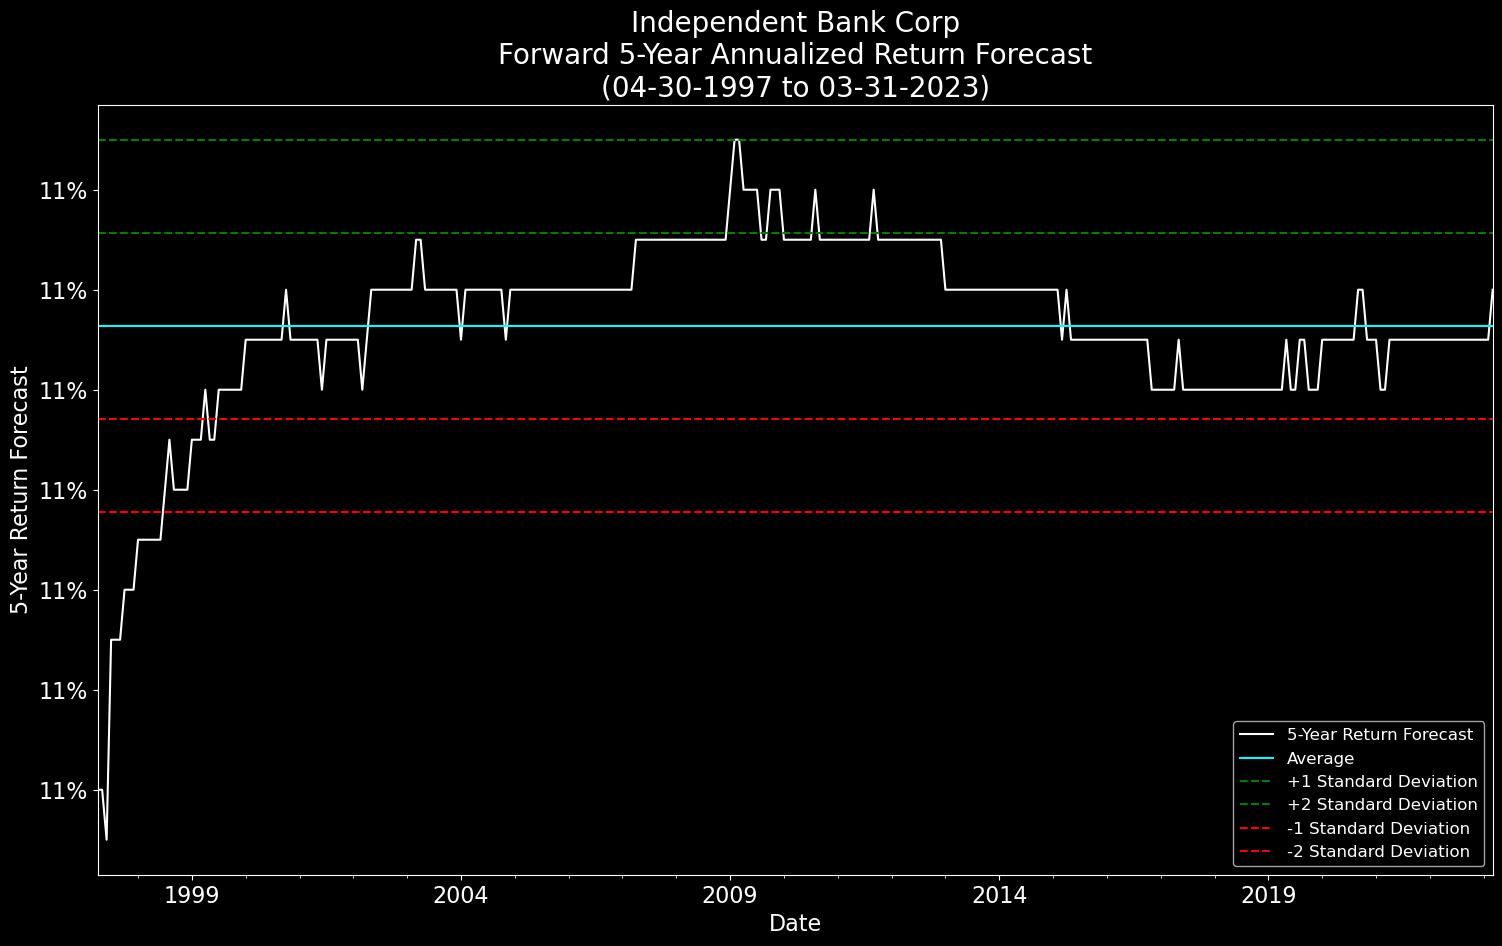 Independent Bank Corp
Forward 5-Year Annualized Return Forecast
(04-30-1997 to 03-31-2023)
5-Year Return Forecast
11%
11%
11%
11%
11%
11%
11%
1999
2004
2009
2014
2019
Date
5-Year Return Forecast
Average
+1 Standard Deviation
+2 Standard Deviation
-1 Standard Deviation
-2 Standard Deviation